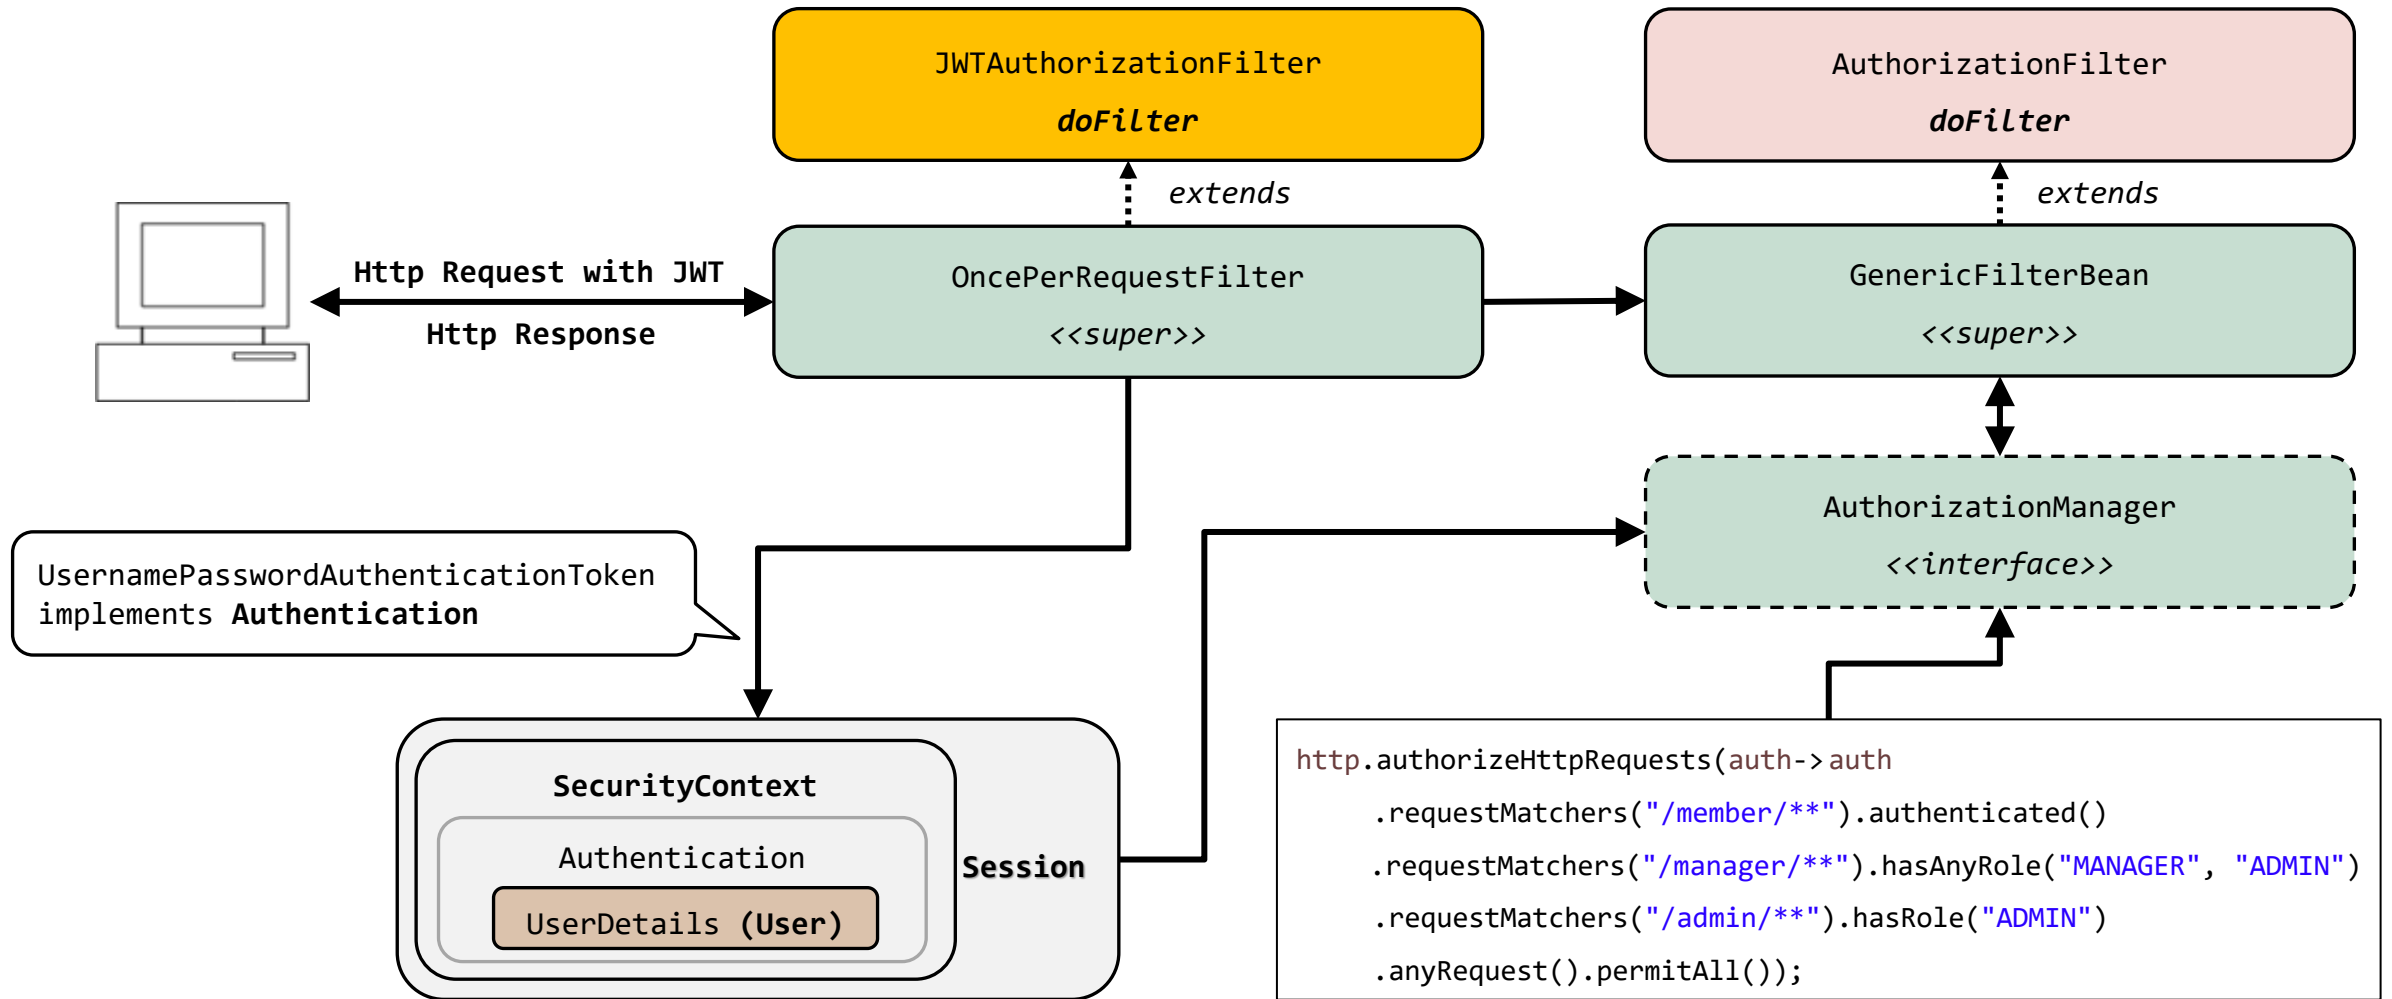 JWTAuthorizationFilter
doFilter
AuthorizationFilter
doFilter
extends
extends
Http Request with JWT
Http Response
OncePerRequestFilter
<<super>>
GenericFilterBean
<<super>>
AuthorizationManager
<<interface>>
UsernamePasswordAuthenticationToken
implements Authentication
SecurityContext
Authentication
UserDetails (User)
Session
http.authorizeHttpRequests(auth->auth
.requestMatchers("/member/**").authenticated()
.requestMatchers("/manager/**").hasAnyRole("MANAGER", "ADMIN")
.requestMatchers("/admin/**").hasRole("ADMIN")
.anyRequest().permitAll());